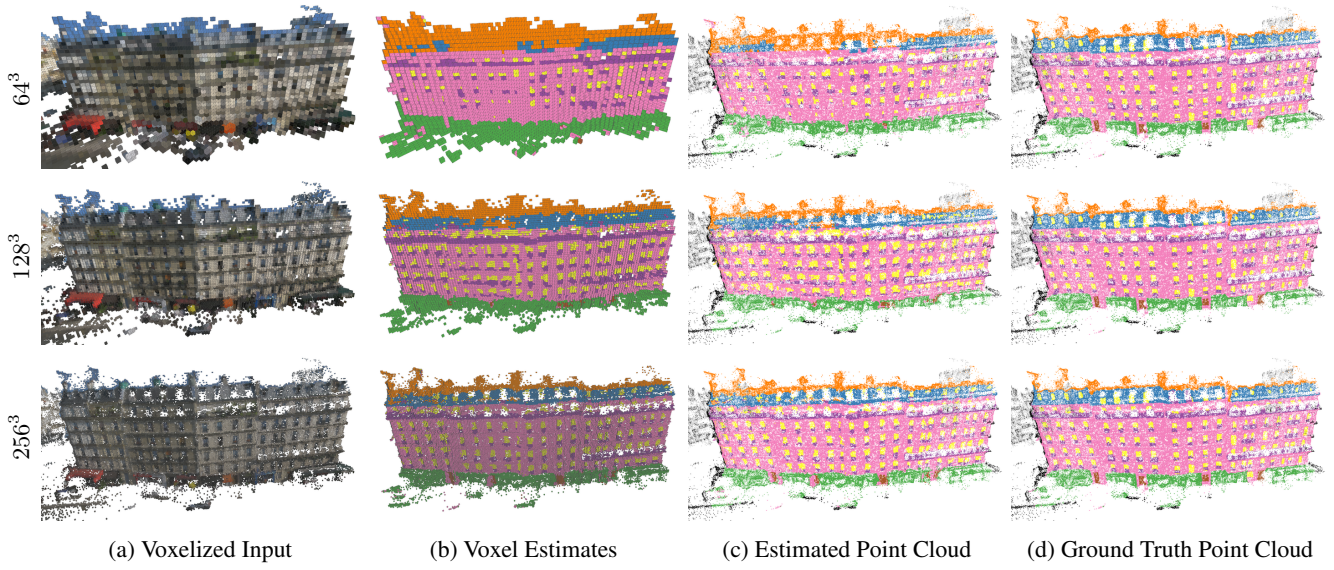 64³
128³
256³
(a) Voxelized Input
(b) Voxel Estimates
(c) Estimated Point Cloud
(d) Ground Truth Point Cloud